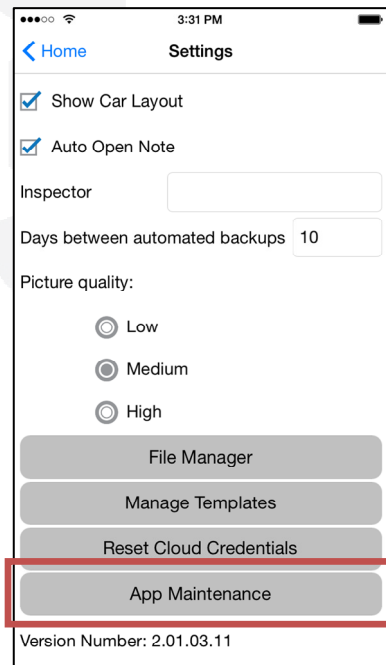 3:31 PM
Home Settings
Show Car Layout
Auto Open Note
Inspector
Days between automated backups 10
Picture quality:
Low
Medium
High
File Manager
Manage Templates
Reset Cloud Credentials
App Maintenance
Version Number: 2.01.03.11